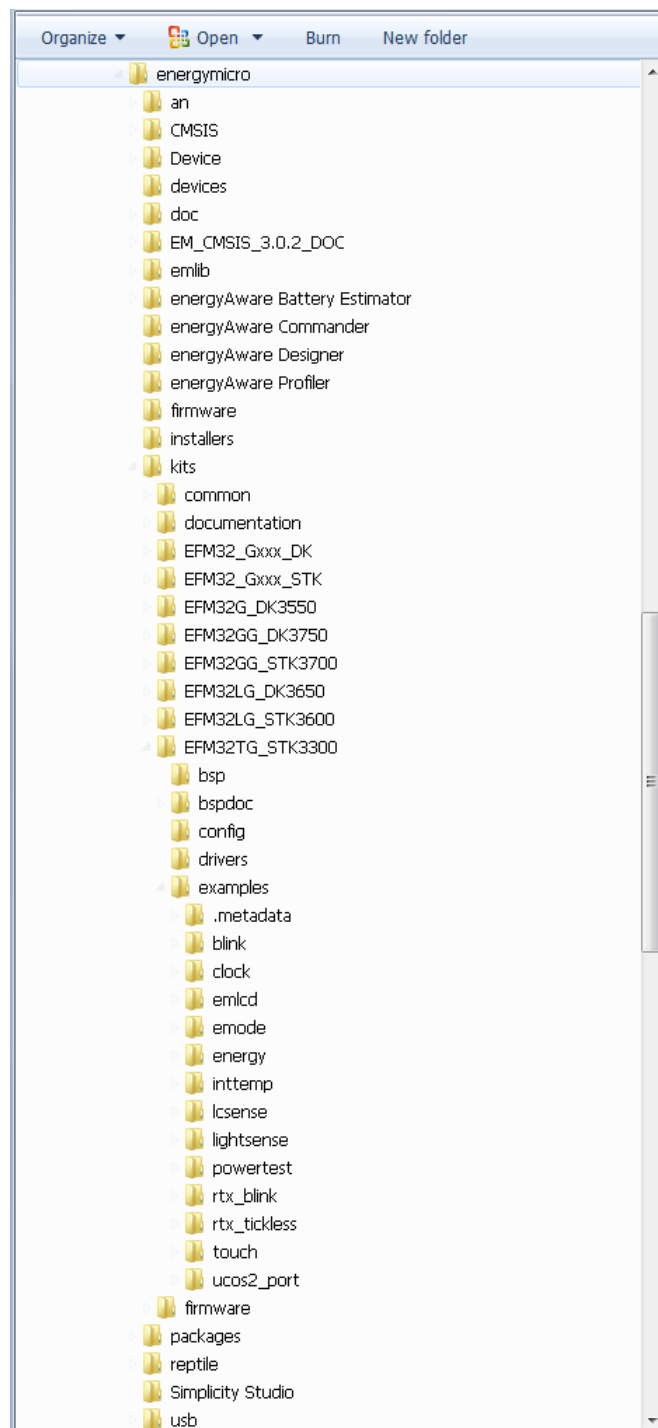 Organize Open Burn New folder
energymicro
an
CMSIS
Device
devices
doc
EM_CMSIS_3.0.2_DOC
emlib
energyAware Battery Estimator
energyAware Commander
energyAware Designer
energyAware Profiler
firmware
installers
kits
common
documentation
EFM32_Gxxx_DK
EFM32_Gxxx_STK
EFM32G_DK3550
EFM32GG_DK3750
EFM32GG_STK3700
EFM32LG_DK3650
EFM32LG_STK3600
EFM32TG_STK3300
bsp
bspdoc
config
drivers
examples
.metadata
blink
clock
emlcd
emode
energy
inttemp
lcsense
lightsense
powertest
rtx_blink
rtx_tickless
touch
ucos2_port
firmware
packages
reptile
Simplicity Studio
usb